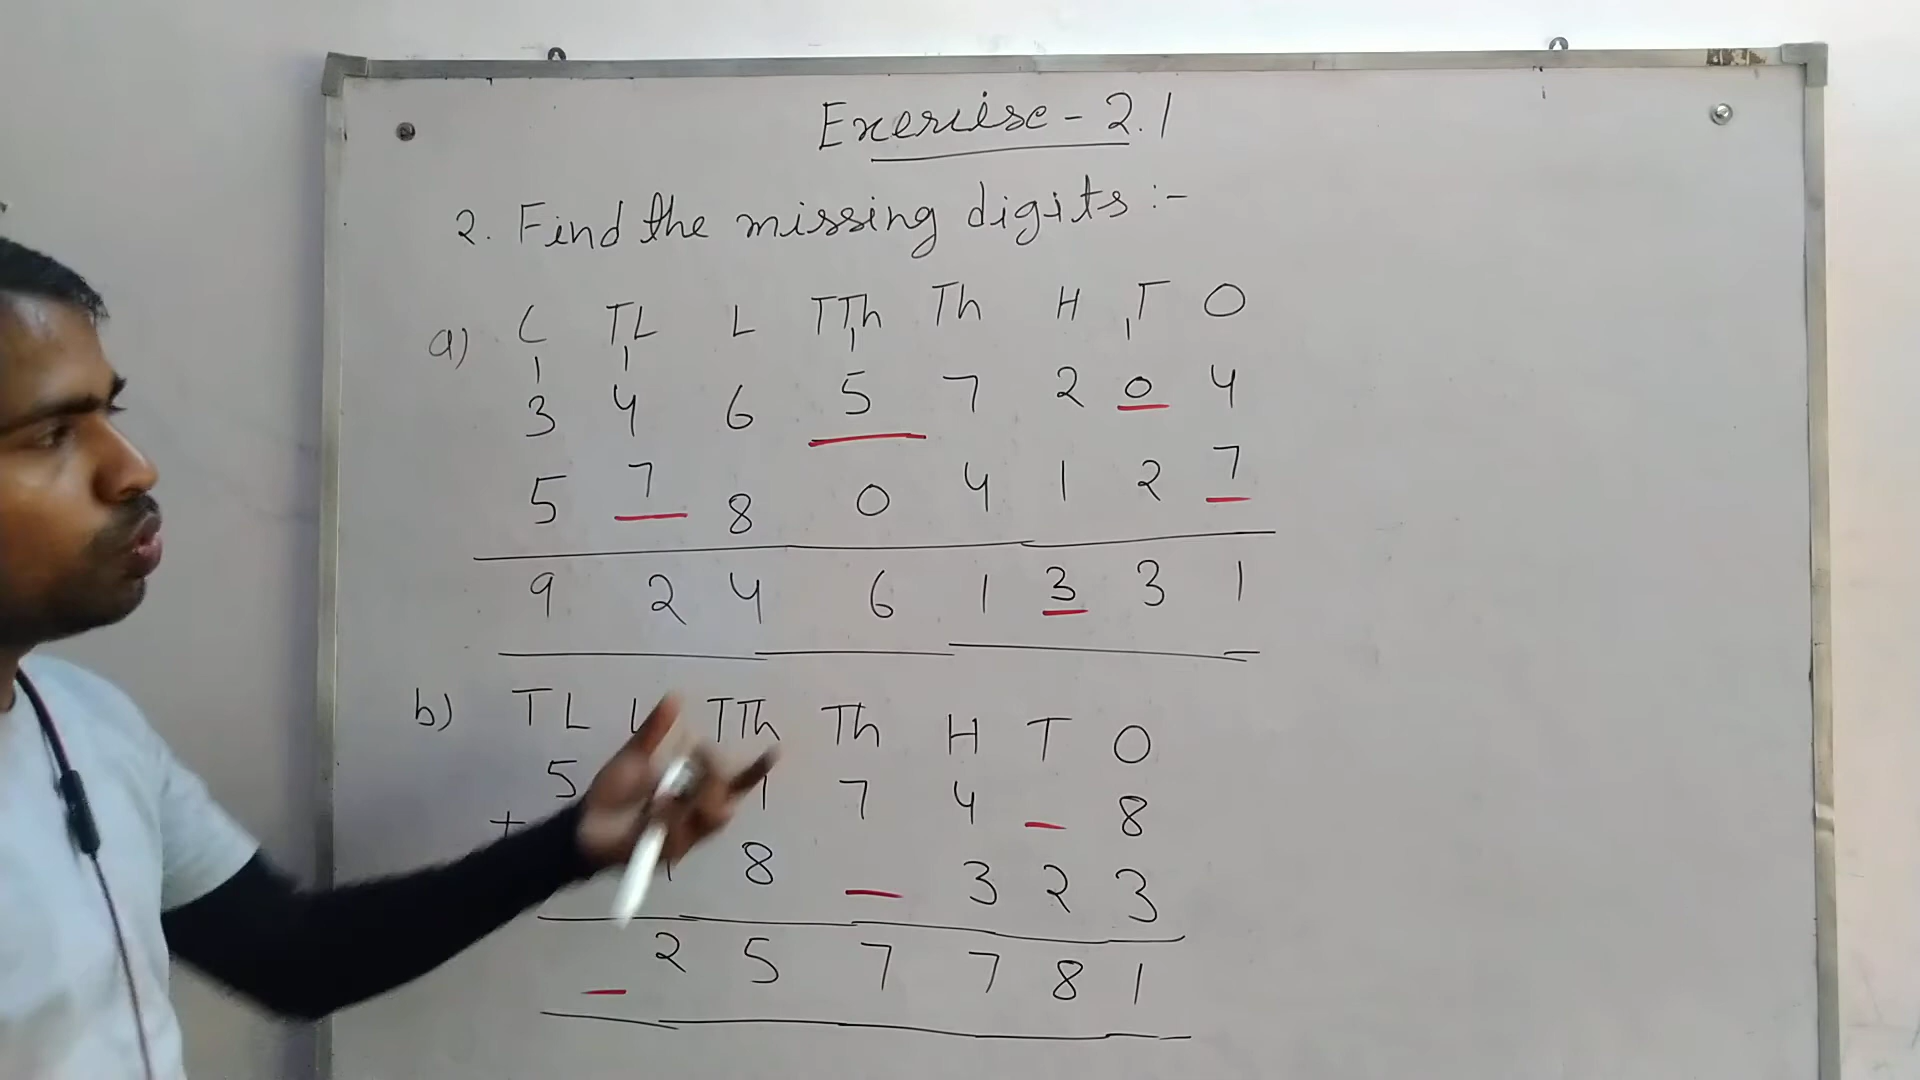 Exercise - 2.1
2. Find the missing digits :-
a) C TL L TTh Th H T O
1 1 1 1
3 4 6 5 7 2 0 4
5 7 8 0 4 1 2 7
9 2 4 6 1 3 3 1
b) TL L TTh Th H T O
5 1 7 4 _ 8
+ 8 _ 3 2 3
_ 2 5 7 7 8 1